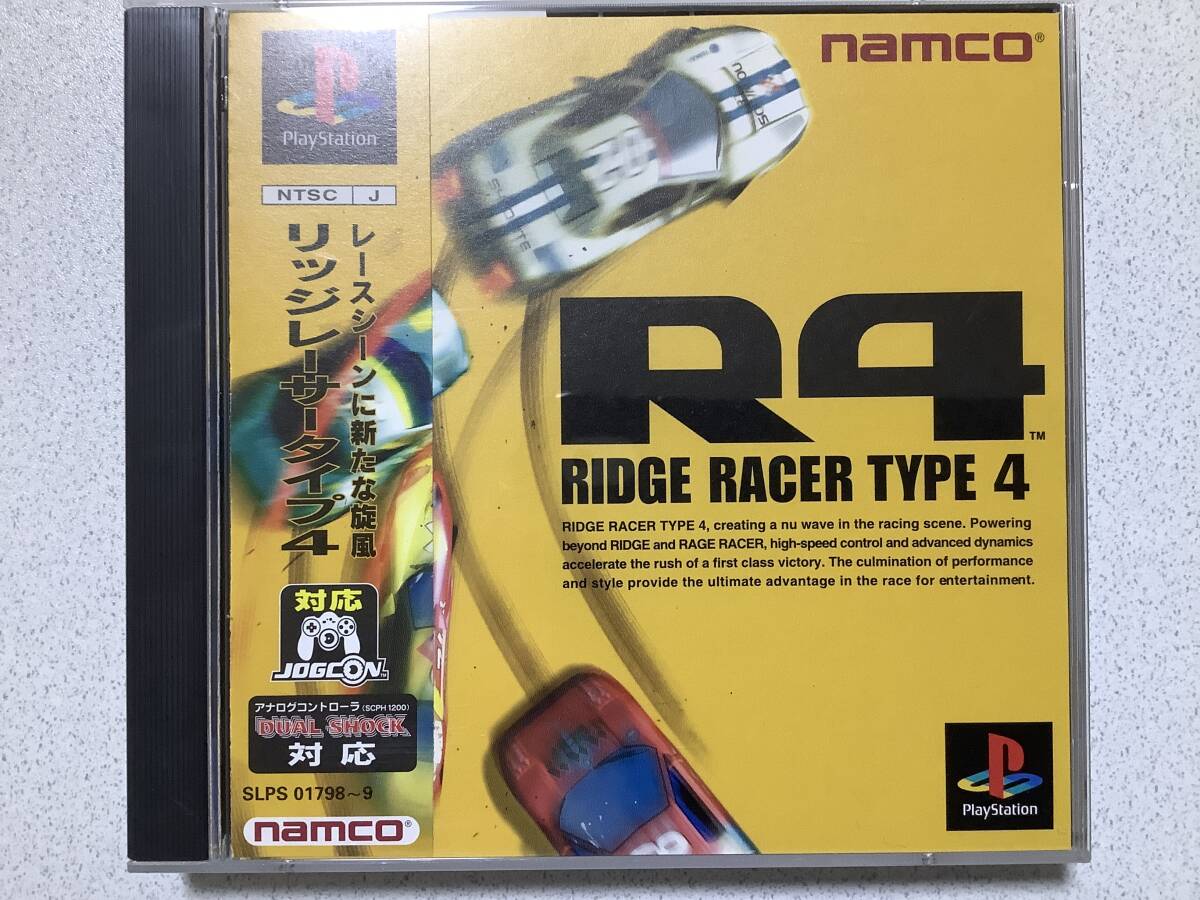 PlayStation
NTSC J
レースシーンに新たな旋風
リッジレーサータイプ4
対応
JOGCON™
アナログコントローラ(SCPH 1200)
DUAL SHOCK
対応
SLPS 01798～9
namco®
namco®
R4™
RIDGE RACER TYPE 4
RIDGE RACER TYPE 4, creating a nu wave in the racing scene. Powering
beyond RIDGE and RAGE RACER, high-speed control and advanced dynamics
accelerate the rush of a first class victory. The culmination of performance
and style provide the ultimate advantage in the race for entertainment.
PlayStation